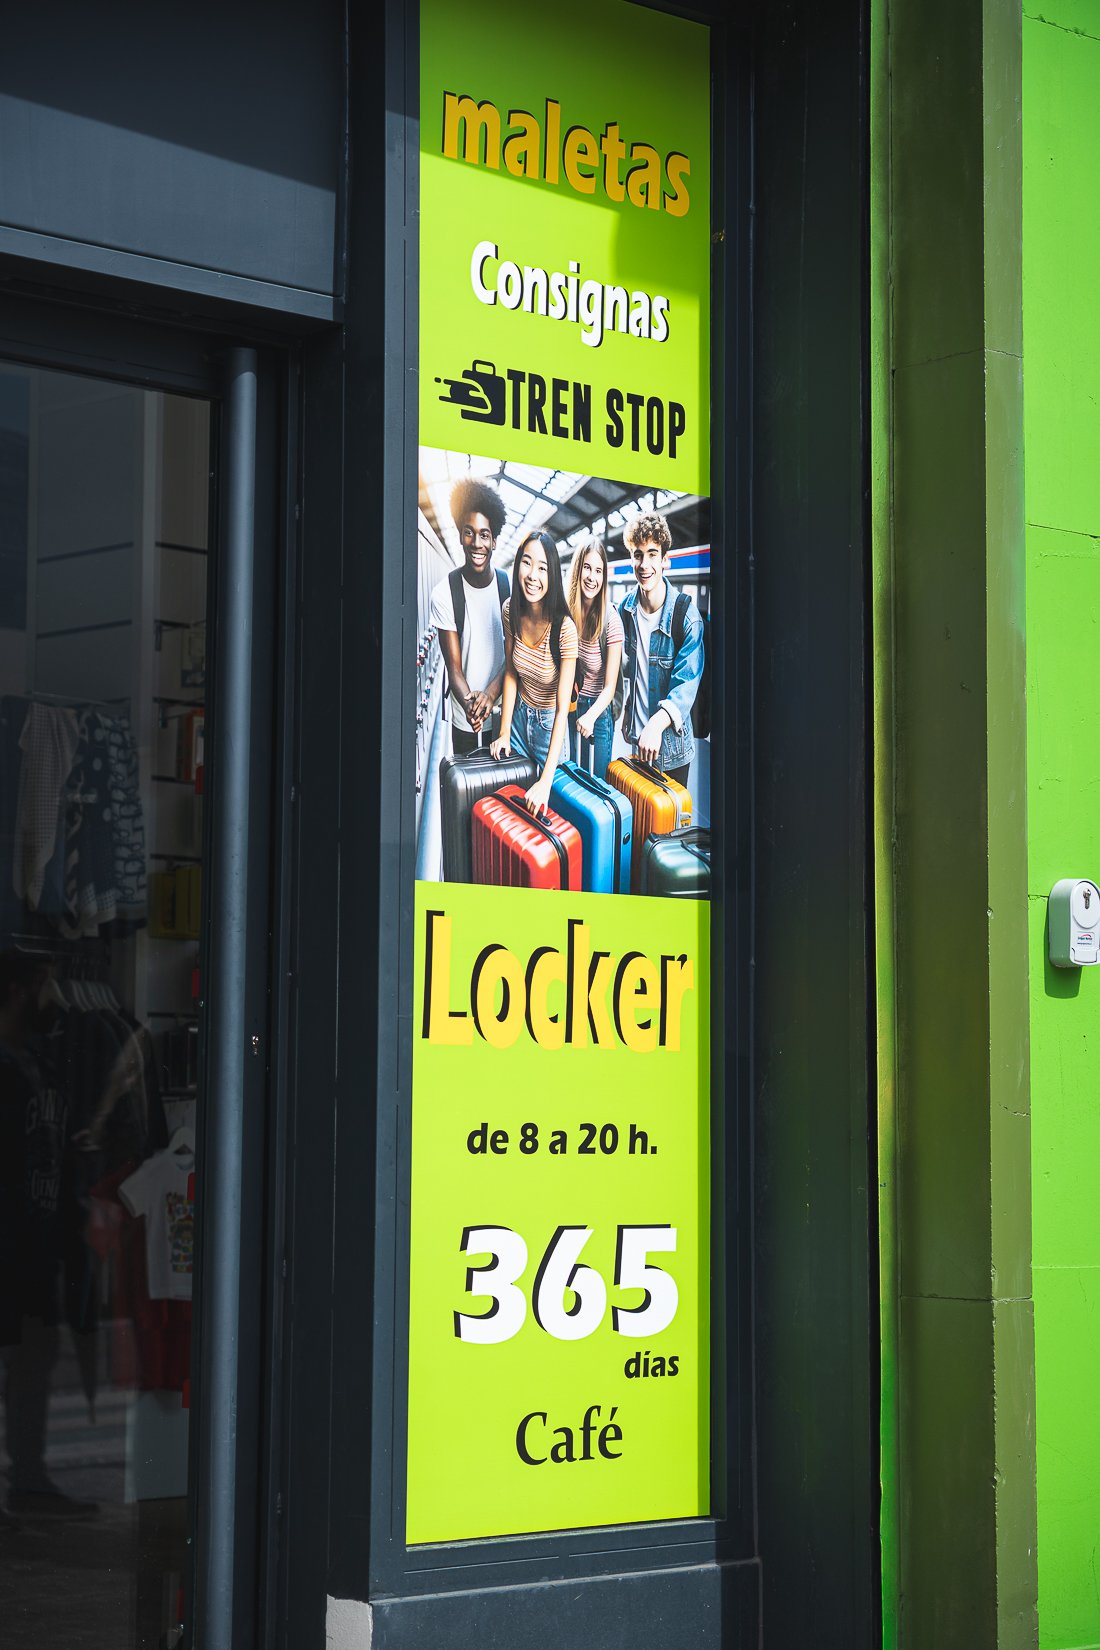 maletas
Consignas
TREN STOP
Locker
de 8 a 20 h.
365
días
Café